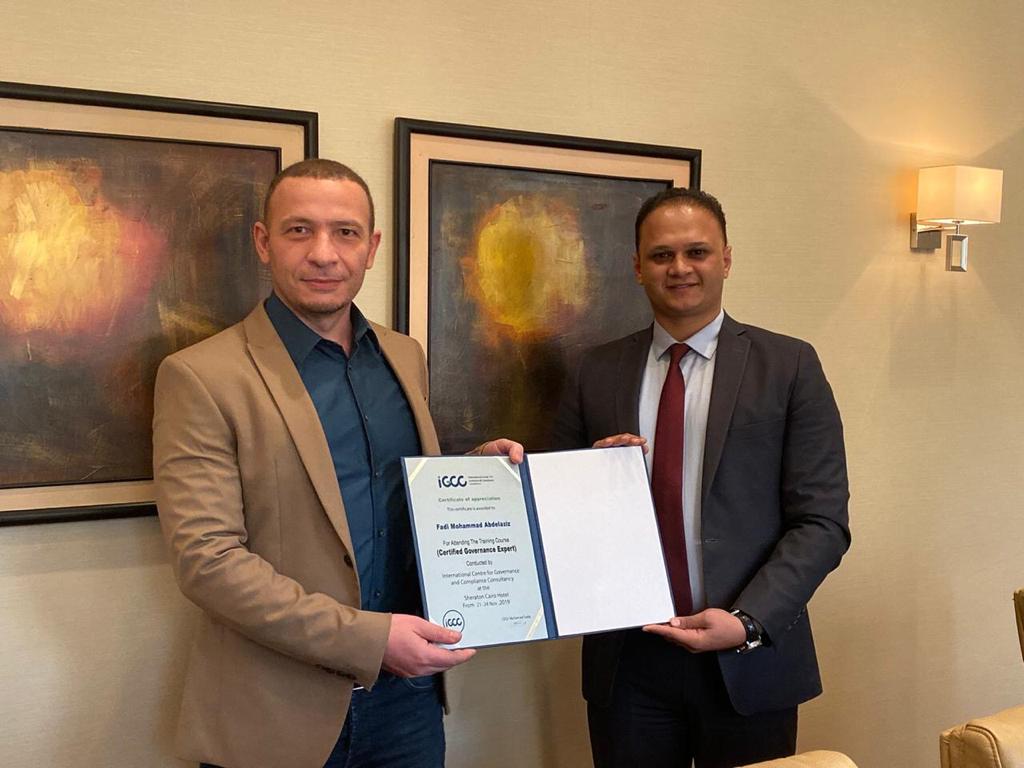 iGCC
Certificate of appreciation
This certificate is awarded to
Fadi Mohammad Abdelaziz
For Attending The Training Course
(Certified Governance Expert)
Conducted by
International Centre for Governance
and Compliance Consultancy
at the
Sheraton Cairo Hotel
From 21-24 Nov ,2019
iGCC